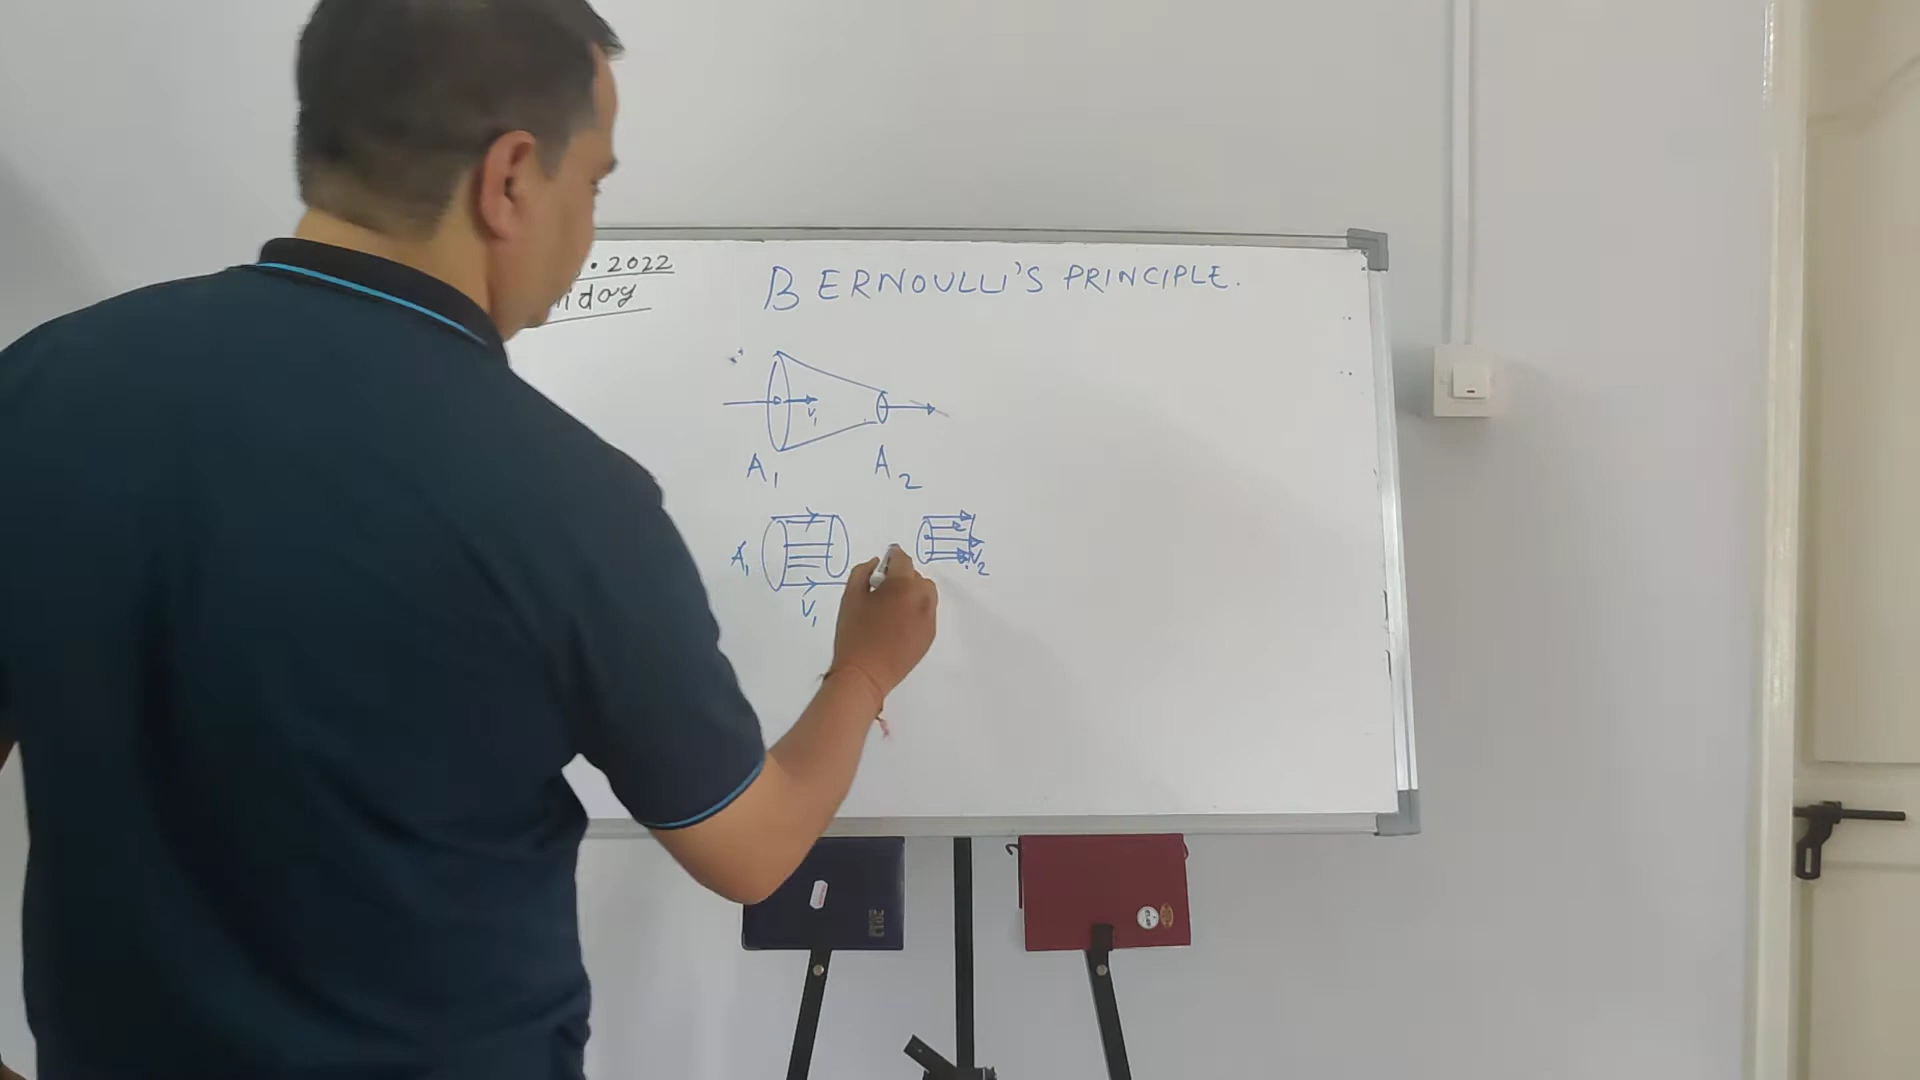 2022
BERNOULLI'S PRINCIPLE.
V1
A1 A2
A1 V2
V1